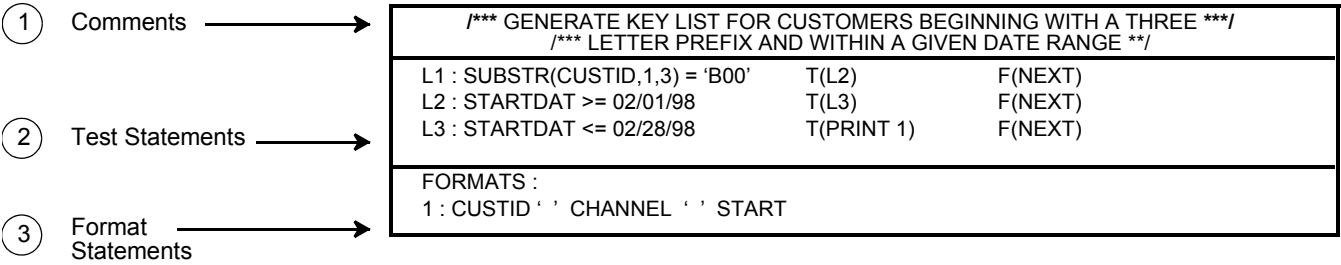 1 Comments
/*** GENERATE KEY LIST FOR CUSTOMERS BEGINNING WITH A THREE ***/
/*** LETTER PREFIX AND WITHIN A GIVEN DATE RANGE **/
L1 : SUBSTR(CUSTID,1,3) = ‘B00’ T(L2) F(NEXT)
L2 : STARTDAT >= 02/01/98 T(L3) F(NEXT)
L3 : STARTDAT <= 02/28/98 T(PRINT 1) F(NEXT)
2 Test Statements
FORMATS :
1 : CUSTID ‘ ’ CHANNEL ‘ ’ START
3 Format
Statements